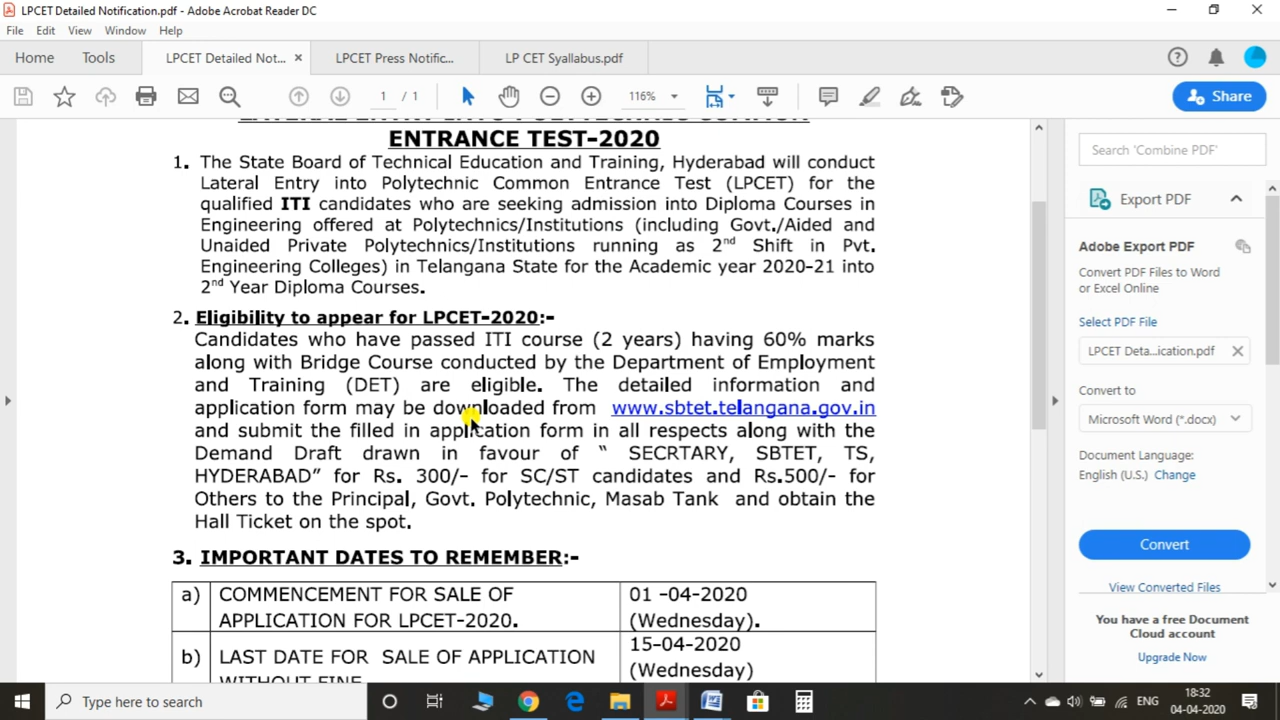 LPCET Detailed Notification.pdf - Adobe Acrobat Reader DC
File Edit View Window Help
Home Tools LPCET Detailed Not... × LPCET Press Notific... LP CET Syallabus.pdf
1 / 1 116% Share
ENTRANCE TEST-2020
1. The State Board of Technical Education and Training, Hyderabad will conduct
Lateral Entry into Polytechnic Common Entrance Test (LPCET) for the
qualified ITI candidates who are seeking admission into Diploma Courses in
Engineering offered at Polytechnics/Institutions (including Govt./Aided and
Unaided Private Polytechnics/Institutions running as 2nd Shift in Pvt.
Engineering Colleges) in Telangana State for the Academic year 2020-21 into
2nd Year Diploma Courses.
2. Eligibility to appear for LPCET-2020:-
Candidates who have passed ITI course (2 years) having 60% marks
along with Bridge Course conducted by the Department of Employment
and Training (DET) are eligible. The detailed information and
application form may be downloaded from www.sbtet.telangana.gov.in
and submit the filled in application form in all respects along with the
Demand Draft drawn in favour of “ SECRTARY, SBTET, TS,
HYDERABAD” for Rs. 300/- for SC/ST candidates and Rs.500/- for
Others to the Principal, Govt. Polytechnic, Masab Tank and obtain the
Hall Ticket on the spot.
3. IMPORTANT DATES TO REMEMBER:-
a) COMMENCEMENT FOR SALE OF 01 -04-2020
APPLICATION FOR LPCET-2020. (Wednesday).
15-04-2020
b) LAST DATE FOR SALE OF APPLICATION (Wednesday)
WITHOUT FINE
Search 'Combine PDF'
Export PDF
Adobe Export PDF
Convert PDF Files to Word
or Excel Online
Select PDF File
LPCET Deta...ication.pdf
Convert to
Microsoft Word (*.docx)
Document Language:
English (U.S.) Change
Convert
View Converted Files
You have a free Document
Cloud account
Upgrade Now
Type here to search
ENG 18:32
04-04-2020